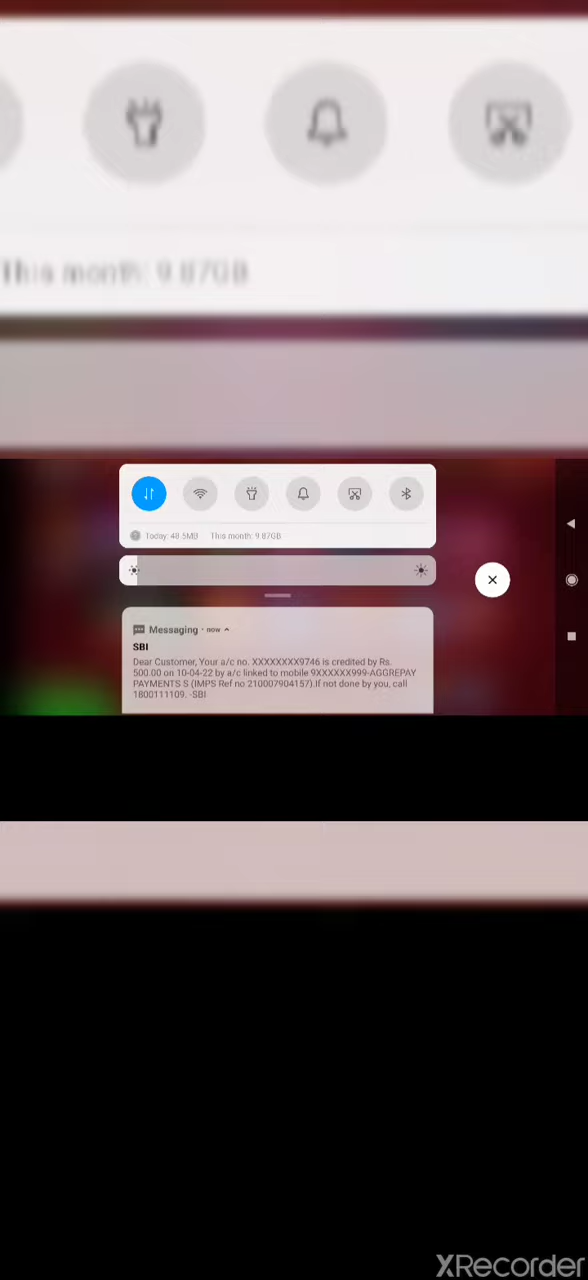 This month: 9.87GB
Today: 48.5MB This month: 9.87GB
Messaging · now
SBI
Dear Customer, Your a/c no. XXXXXXXX9746 is credited by Rs.
500.00 on 10-04-22 by a/c linked to mobile 9XXXXXX999-AGGREPAY
PAYMENTS S (IMPS Ref no 210007904157).If not done by you, call
1800111109. -SBI
XRecorder